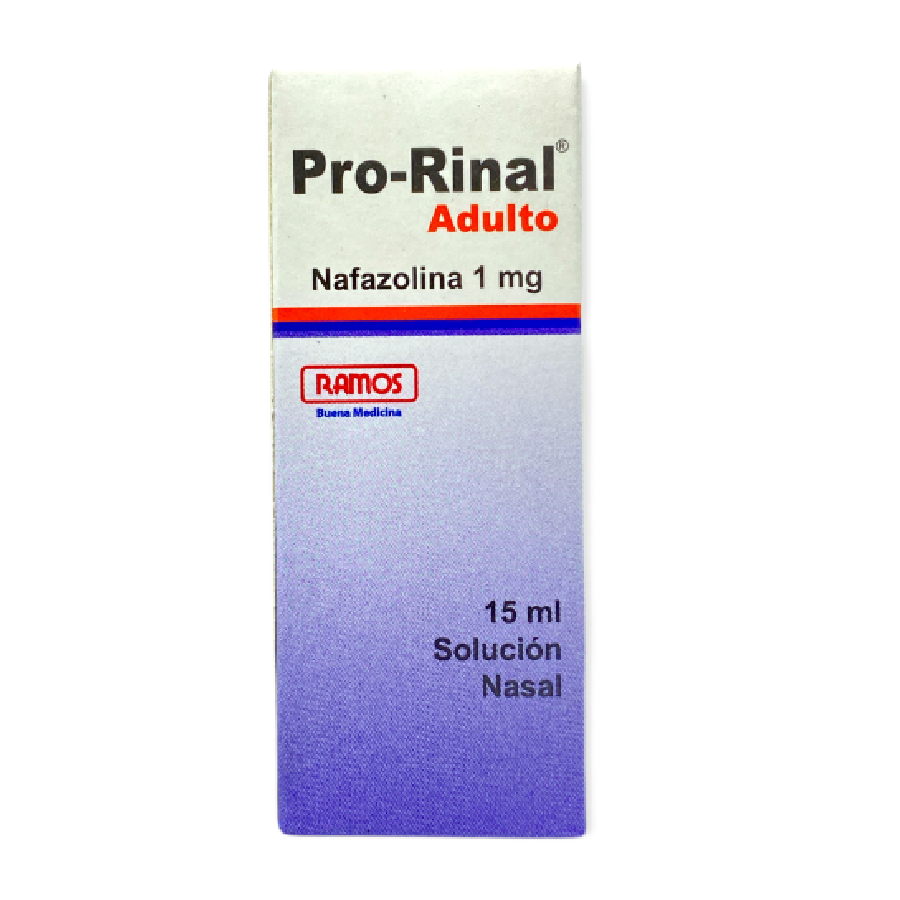 Pro-Rinal®
Adulto
Nafazolina 1 mg
RAMOS
Buena Medicina
15 ml
Solución
Nasal